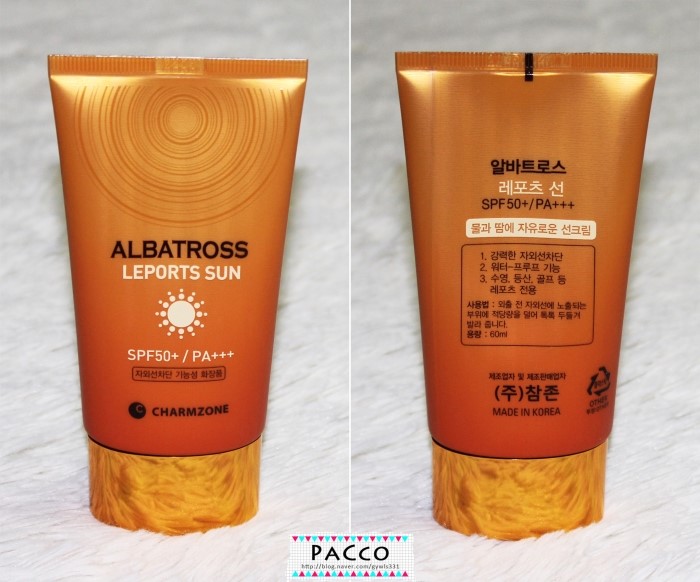 ALBATROSS
LEPORTS SUN
SPF50+ / PA+++
자외선차단 기능성 화장품
C CHARMZONE
알바트로스
레포츠 선
SPF50+/PA+++
물과 땀에 자유로운 선크림
1. 강력한 자외선차단
2. 워터-프루프 기능
3. 수영, 등산, 골프 등
레포츠 전용
사용법 : 외출 전 자외선에 노출되는
부위에 적당량을 덜어 톡톡 두들겨
발라 줍니다.
용량 : 60ml
제조업자 및 제조판매업자
(주)참존
MADE IN KOREA
OTHER
PACCO
http://blog.naver.com/gywls331